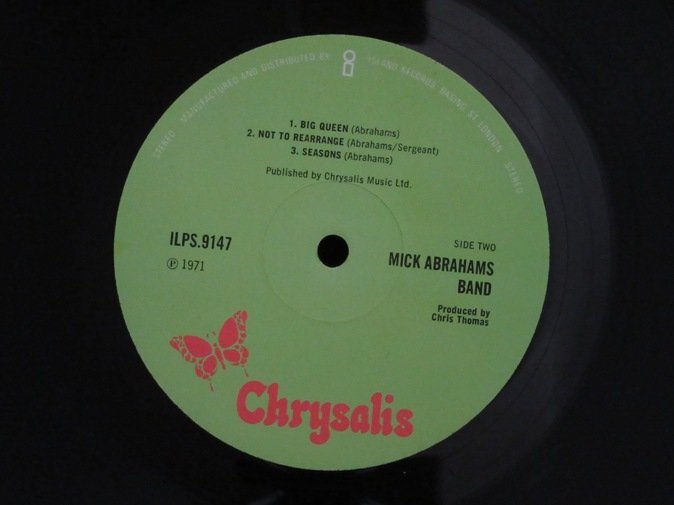 STEREO MANUFACTURED AND DISTRIBUTED BY ISLAND RECORDS BASING ST. LONDON STEREO
1. BIG QUEEN (Abrahams)
2. NOT TO REARRANGE (Abrahams/Sergeant)
3. SEASONS (Abrahams)
Published by Chrysalis Music Ltd.
ILPS.9147
℗ 1971
SIDE TWO
MICK ABRAHAMS
BAND
Produced by
Chris Thomas
Chrysalis